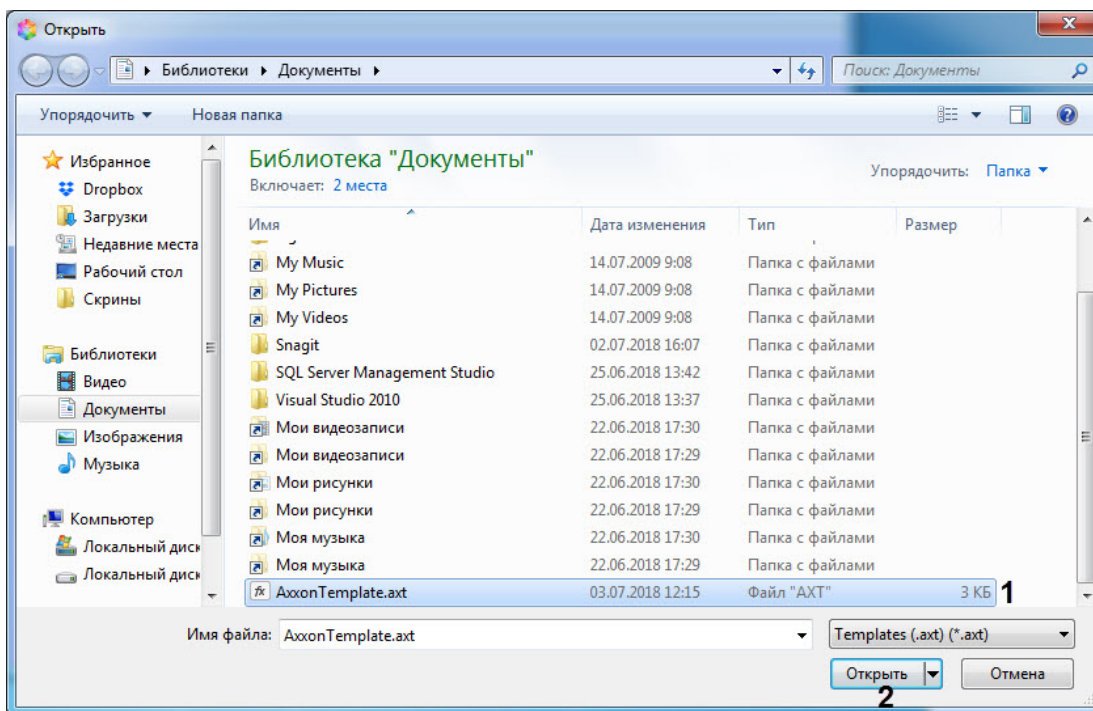 Открыть
Библиотеки Документы
Поиск: Документы
Упорядочить Новая папка
Избранное
Dropbox
Загрузки
Недавние места
Рабочий стол
Скрины
Библиотеки
Видео
Документы
Изображения
Музыка
Компьютер
Локальный диск
Локальный диск
Библиотека "Документы"
Включает: 2 места
Упорядочить: Папка
Имя Дата изменения Тип Размер
My Music 14.07.2009 9:08 Папка с файлами
My Pictures 14.07.2009 9:08 Папка с файлами
My Videos 14.07.2009 9:08 Папка с файлами
Snagit 02.07.2018 16:07 Папка с файлами
SQL Server Management Studio 25.06.2018 13:42 Папка с файлами
Visual Studio 2010 25.06.2018 13:37 Папка с файлами
Мои видеозаписи 22.06.2018 17:30 Папка с файлами
Мои видеозаписи 22.06.2018 17:29 Папка с файлами
Мои рисунки 22.06.2018 17:30 Папка с файлами
Мои рисунки 22.06.2018 17:29 Папка с файлами
Моя музыка 22.06.2018 17:30 Папка с файлами
Моя музыка 22.06.2018 17:29 Папка с файлами
AxxonTemplate.axt 03.07.2018 12:15 Файл "AXT" 3 КБ 1
Имя файла: AxxonTemplate.axt Templates (.axt) (*.axt)
Открыть Отмена
2